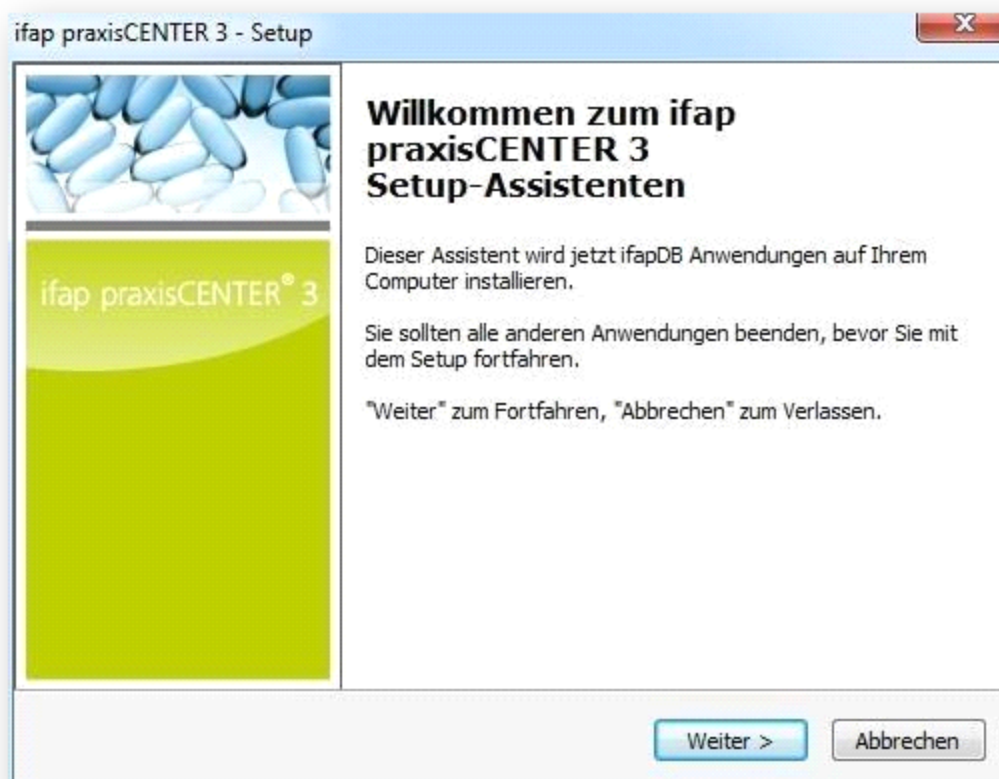 ifap praxisCENTER 3 - Setup
Willkommen zum ifap
praxisCENTER 3
Setup-Assistenten
ifap praxisCENTER® 3
Dieser Assistent wird jetzt ifapDB Anwendungen auf Ihrem
Computer installieren.
Sie sollten alle anderen Anwendungen beenden, bevor Sie mit
dem Setup fortfahren.
"Weiter" zum Fortfahren, "Abbrechen" zum Verlassen.
Weiter >
Abbrechen